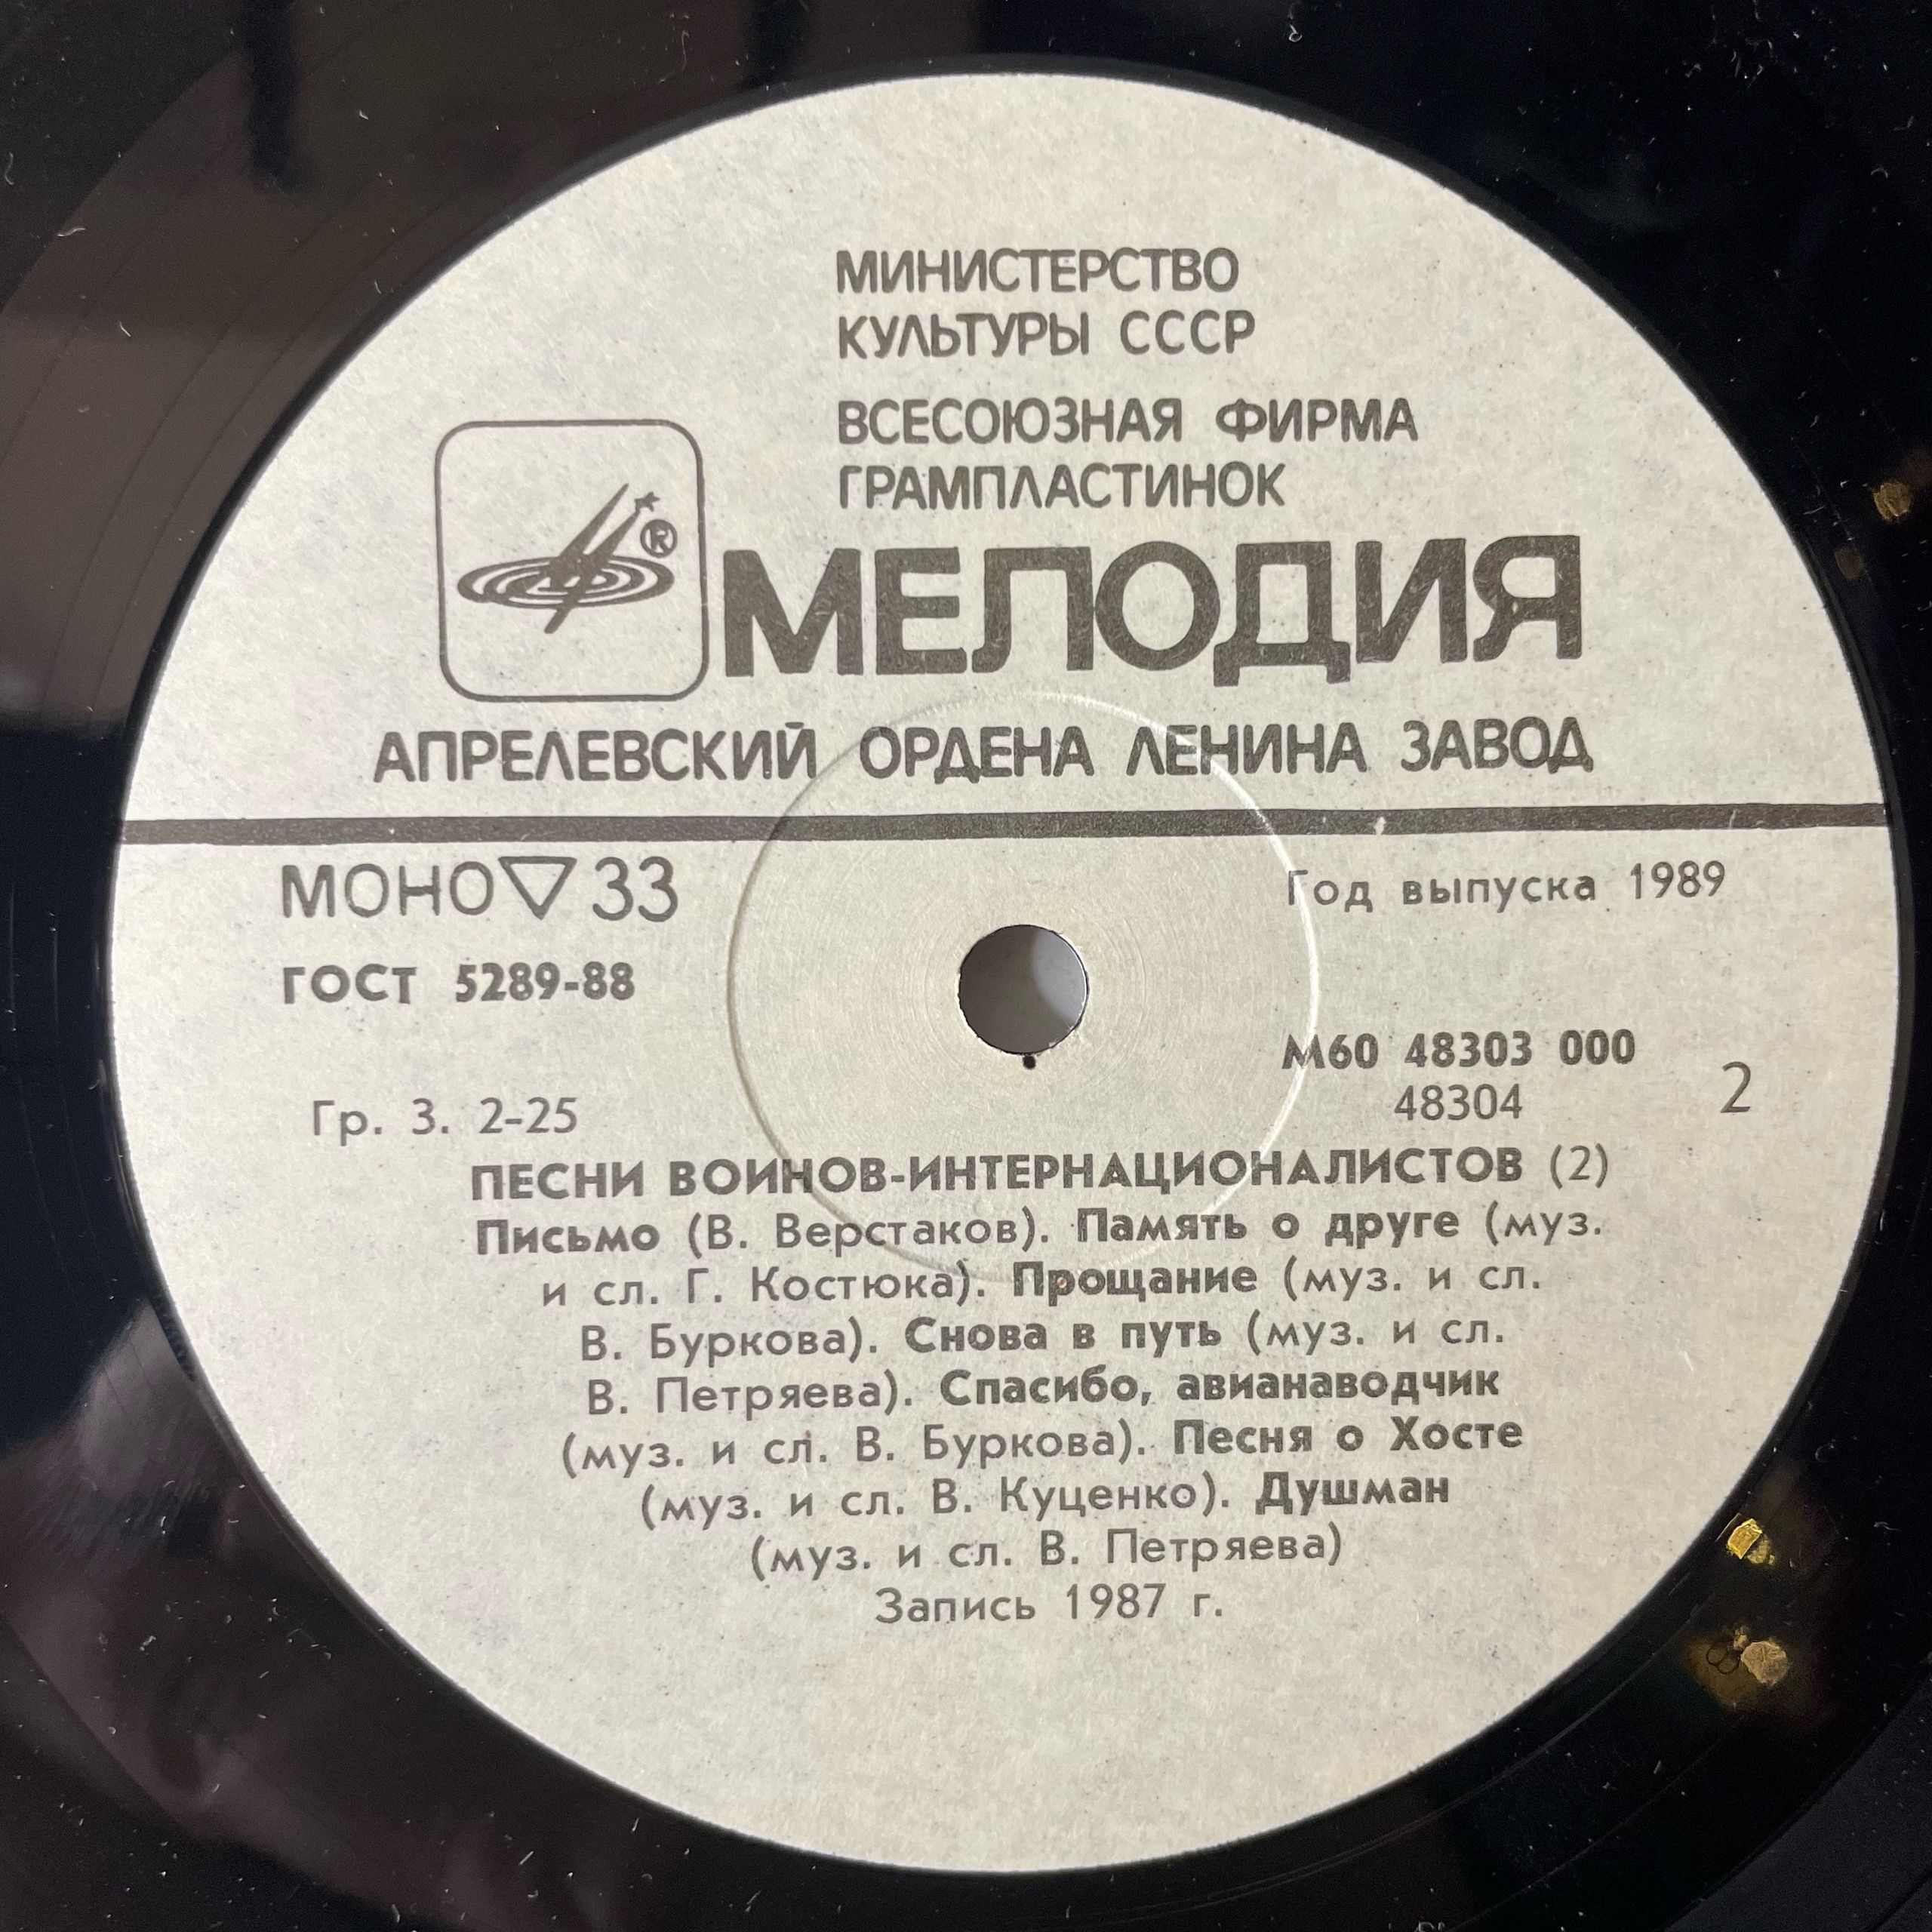 МИНИСТЕРСТВО
КУЛЬТУРЫ СССР
ВСЕСОЮЗНАЯ ФИРМА
ГРАМПЛАСТИНОК
®
МЕЛОДИЯ
АПРЕЛЕВСКИЙ ОРДЕНА ЛЕНИНА ЗАВОД
МОНО▽33
Год выпуска 1989
ГОСТ 5289-88
М60 48303 000
48304
2
Гр. 3. 2-25
ПЕСНИ ВОИНОВ-ИНТЕРНАЦИОНАЛИСТОВ (2)
Письмо (В. Верстаков). Память о друге (муз.
и сл. Г. Костюка). Прощание (муз. и сл.
В. Буркова). Снова в путь (муз. и сл.
В. Петряева). Спасибо, авианаводчик
(муз. и сл. В. Буркова). Песня о Хосте
(муз. и сл. В. Куценко). Душман
(муз. и сл. В. Петряева)
Запись 1987 г.